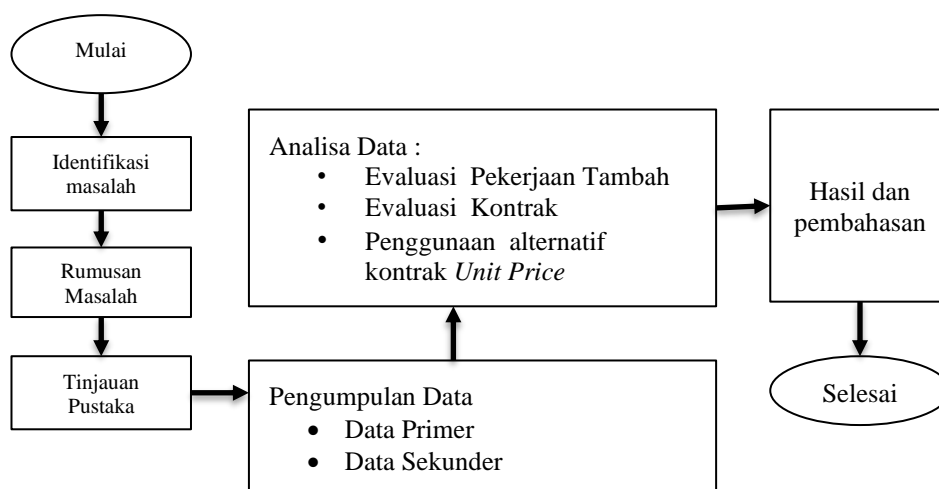 Mulai
Identifikasi
masalah
Rumusan
Masalah
Tinjauan
Pustaka
Pengumpulan Data
• Data Primer
• Data Sekunder
Analisa Data :
• Evaluasi Pekerjaan Tambah
• Evaluasi Kontrak
• Penggunaan alternatif
kontrak Unit Price
Hasil dan
pembahasan
Selesai